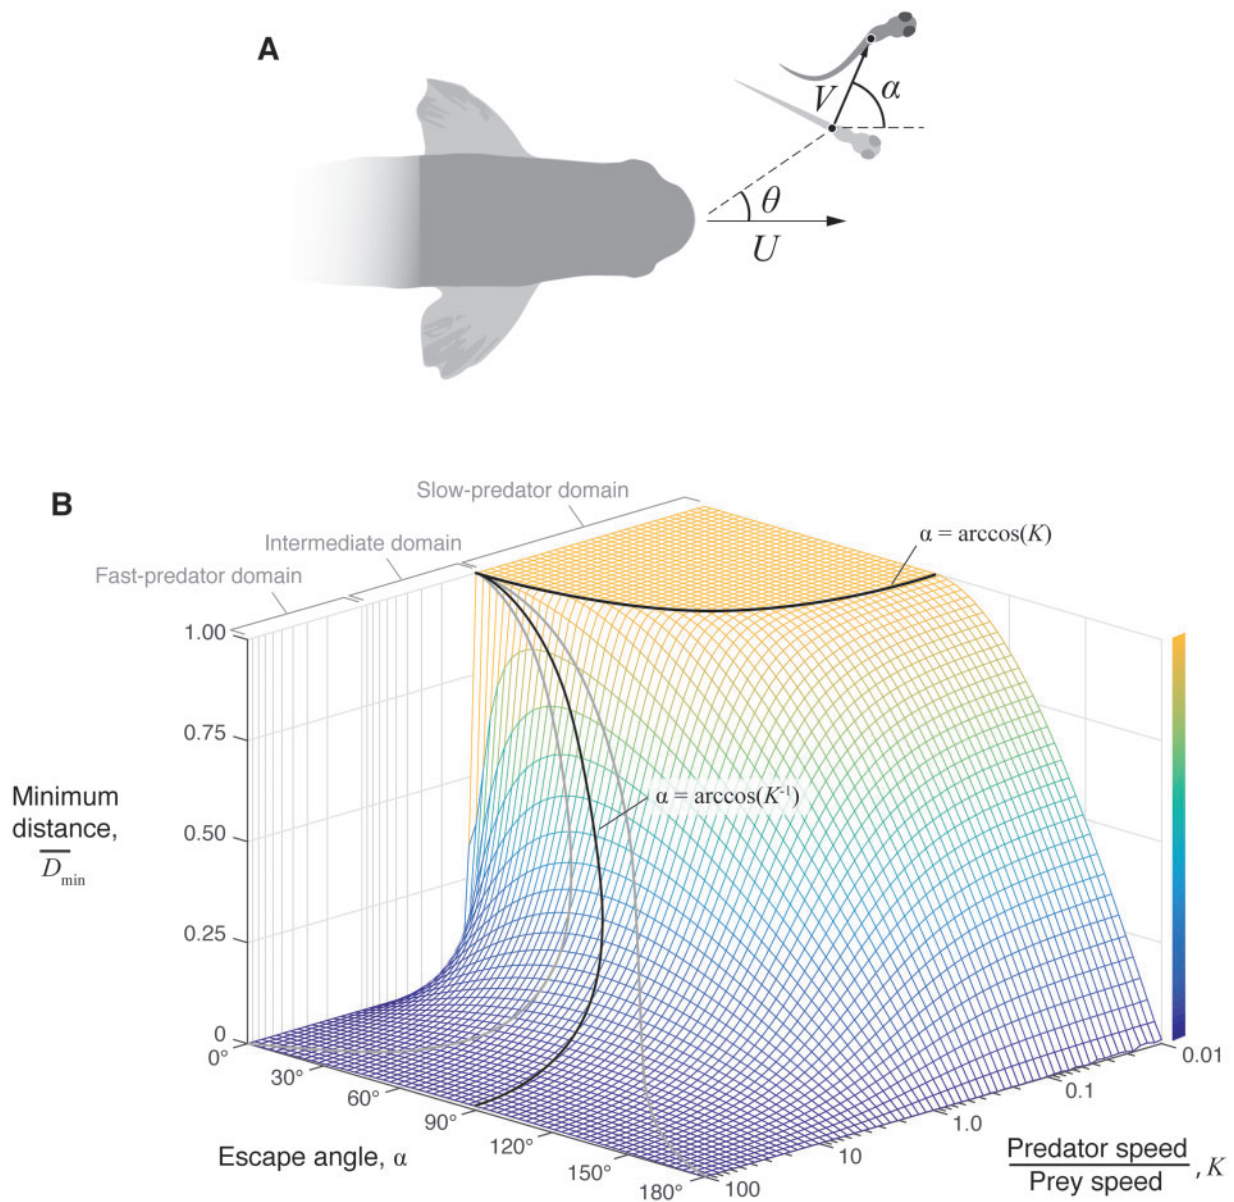 A
V
α
θ
U
B
Slow-predator domain
Intermediate domain
Fast-predator domain
α = arccos(K)
1.00
0.75
α = arccos(K⁻¹)
Minimum
distance,
D̅min
0.50
0.25
0
0°
30°
60°
90°
120°
150°
180°
Escape angle, α
100
10
1.0
0.1
0.01
Predator speed
Prey speed
, K